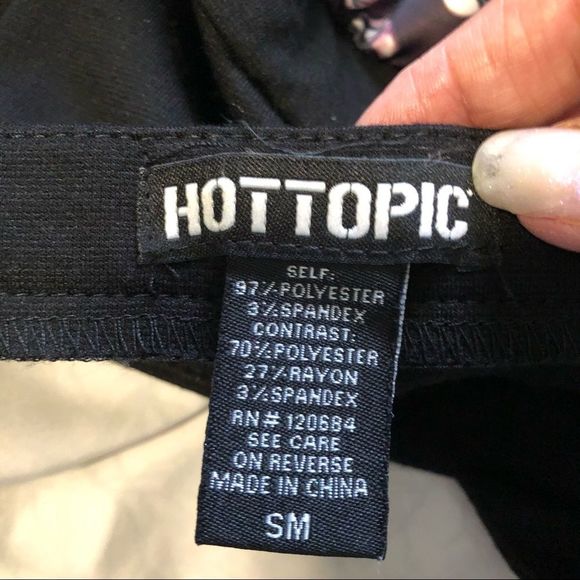 HOTTOPIC
SELF:
97% POLYESTER
3% SPANDEX
CONTRAST:
70% POLYESTER
27% RAYON
3% SPANDEX
RN# 120684
SEE CARE
ON REVERSE
MADE IN CHINA
SM